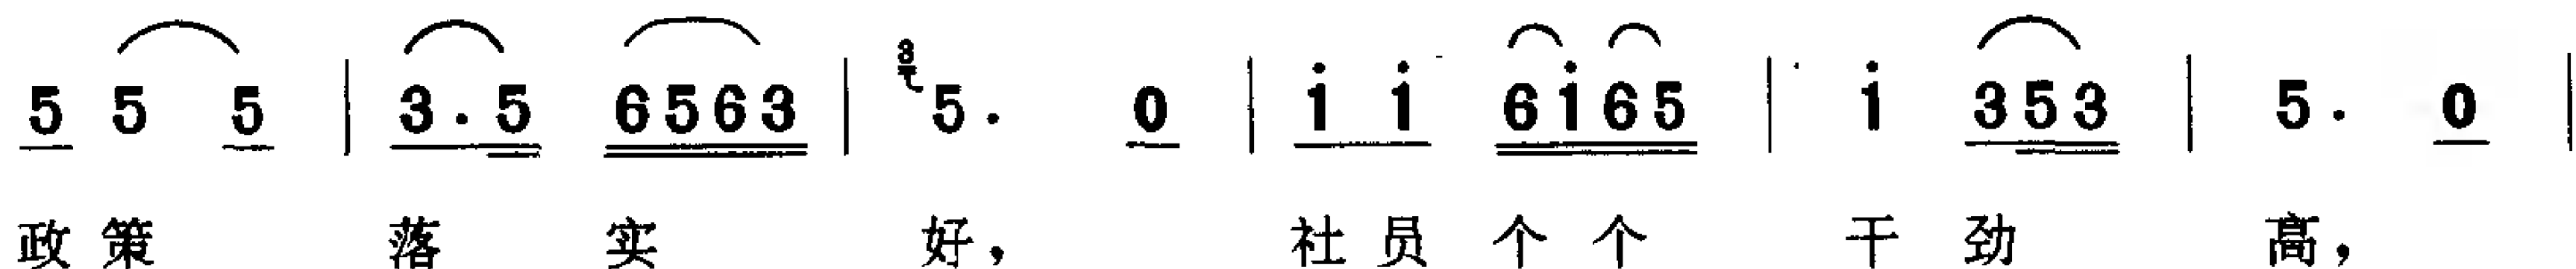 5 5 5 | 3·5 6563 | 3 5· 0 | i i 6i65 | i 353 | 5· 0 |
政策 落 实 好， 社员个个 干劲 高，